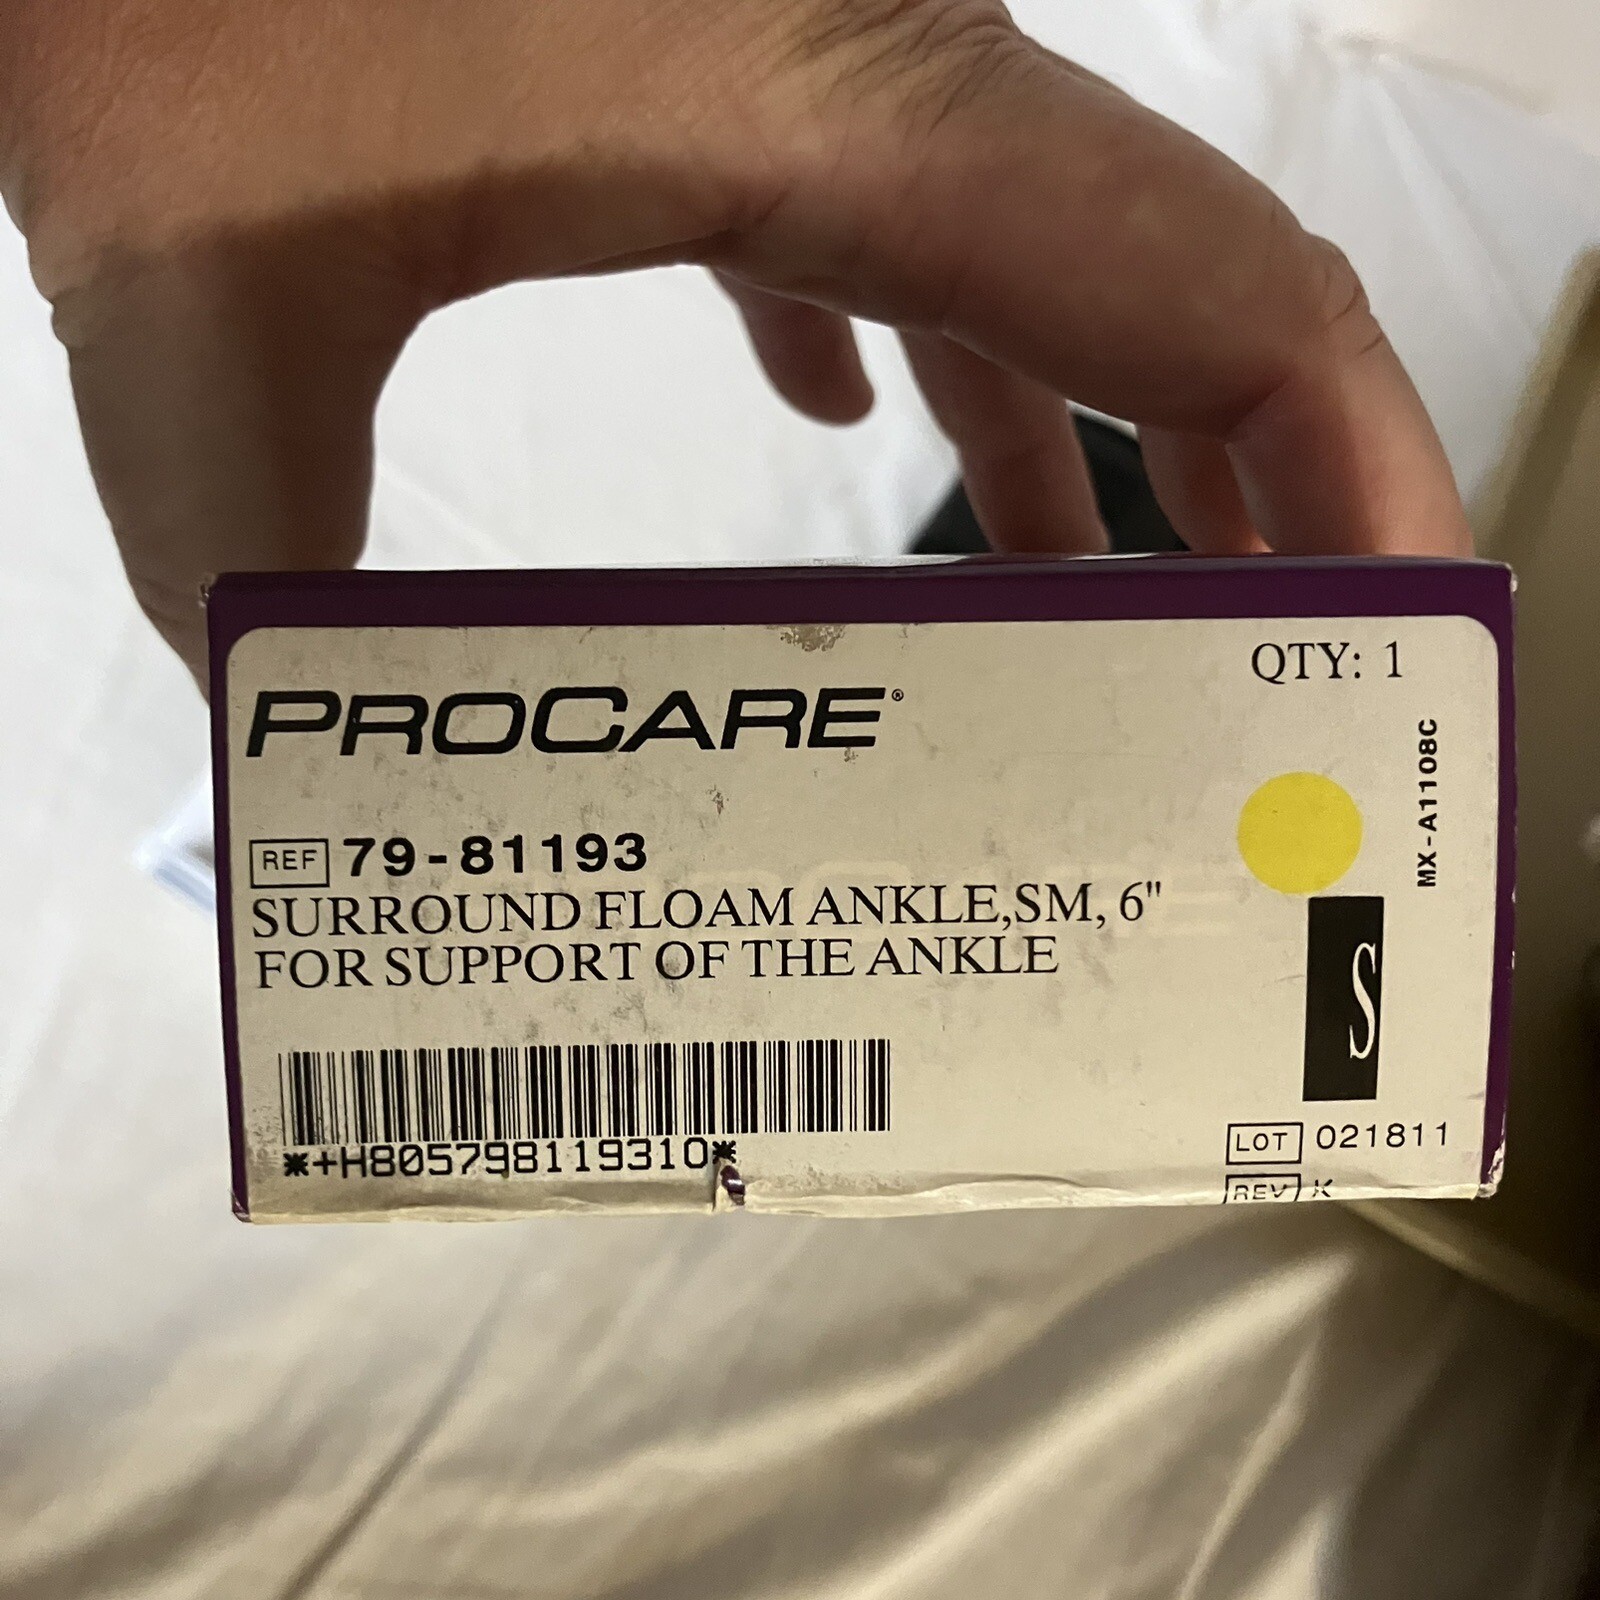 PROCARE®
QTY: 1
MX-A1108C
REF 79-81193
SURROUND FLOAM ANKLE,SM, 6"
FOR SUPPORT OF THE ANKLE
S
*+H805798119310*
LOT 021811
REV K